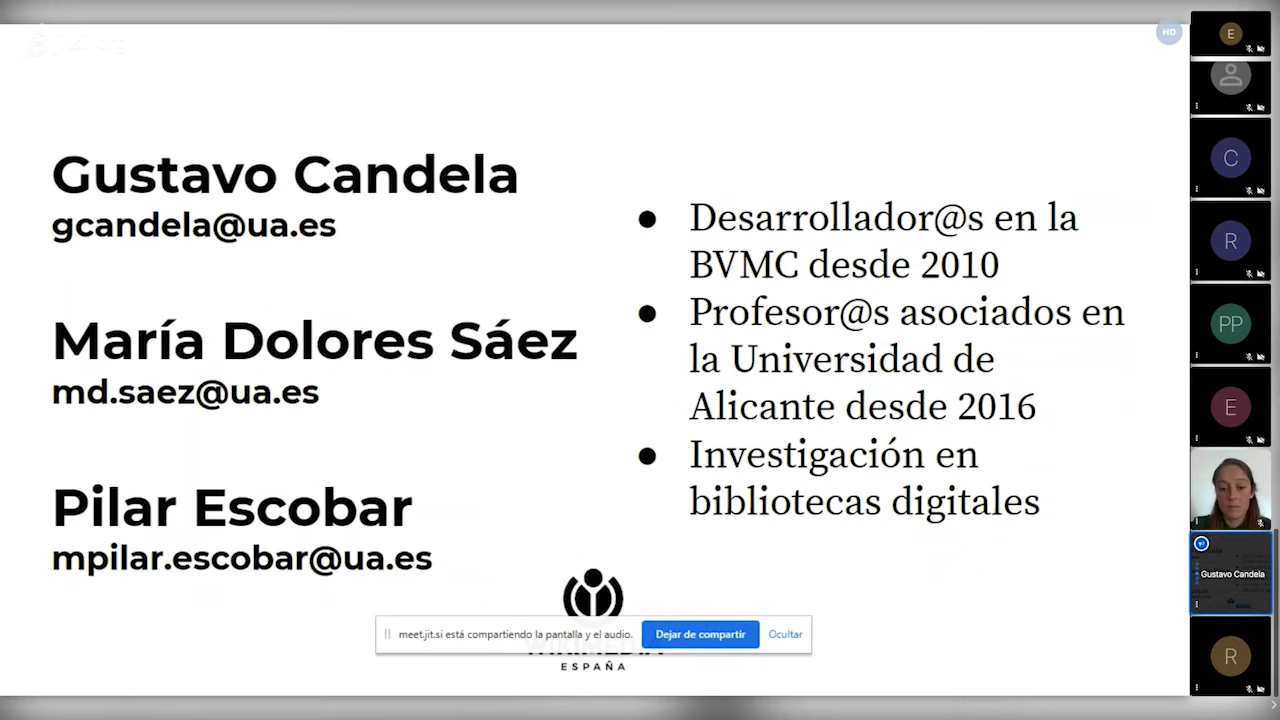 HD
Gustavo Candela
gcandela@ua.es
María Dolores Sáez
md.saez@ua.es
Pilar Escobar
mpilar.escobar@ua.es
● Desarrollador@s en la
BVMC desde 2010
● Profesor@s asociados en
la Universidad de
Alicante desde 2016
● Investigación en
bibliotecas digitales
meet.jit.si está compartiendo la pantalla y el audio.
Dejar de compartir
Ocultar
WIKIMEDIA
ESPAÑA
E
C
R
PP
E
Gustavo Candela
R